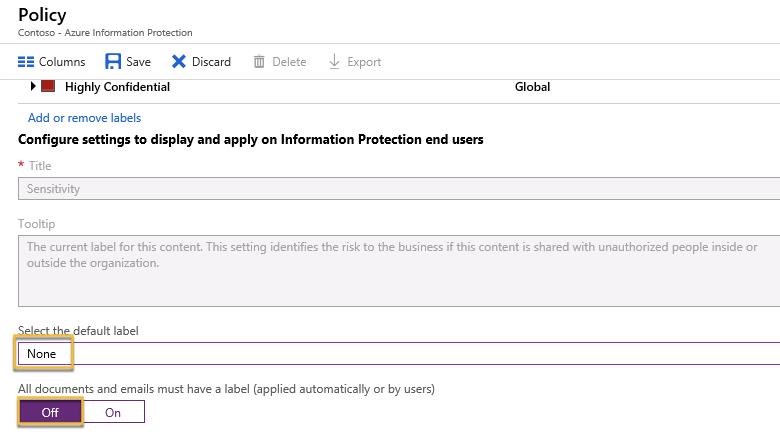 Policy
Contoso - Azure Information Protection
Columns Save Discard Delete Export
Highly Confidential Global
Add or remove labels
Configure settings to display and apply on Information Protection end users
* Title
Sensitivity
Tooltip
The current label for this content. This setting identifies the risk to the business if this content is shared with unauthorized people inside or
outside the organization.
Select the default label
None
All documents and emails must have a label (applied automatically or by users)
Off On